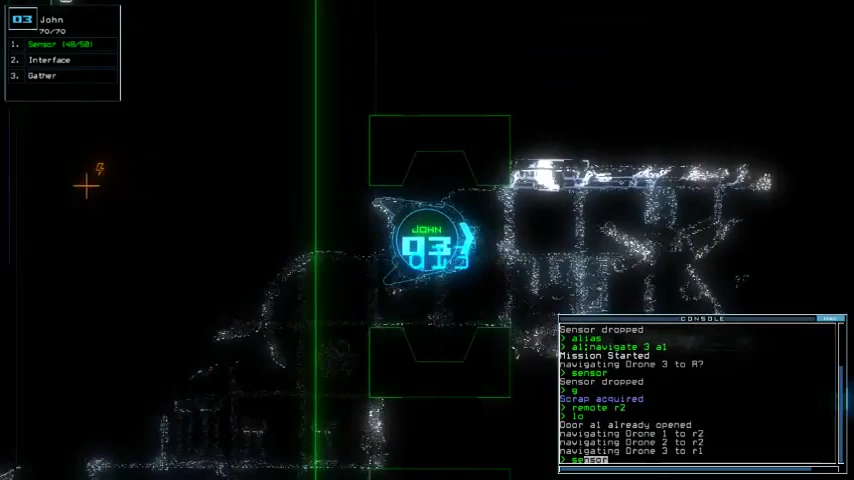 03 John
70/70
1. Sensor (48/50)
2. Interface
3. Gather
JOHN
03
CONSOLE
Sensor dropped
> alias
> a1;navigate 3 a1
Mission Started
navigating Drone 3 to A?
> sensor
Sensor dropped
> g
Scrap acquired
> remote r2
> lo
Door a1 already opened
navigating Drone 1 to r2
navigating Drone 2 to r2
navigating Drone 3 to r1
> sensor